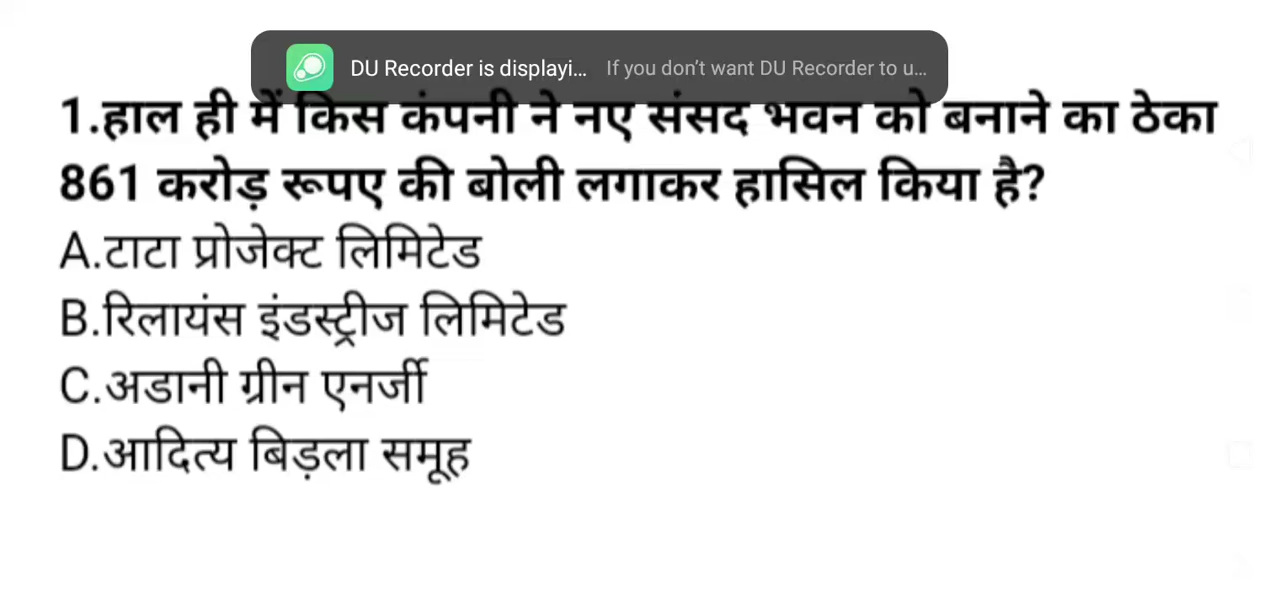 DU Recorder is displayi... If you don't want DU Recorder to u...
1.हाल ही में किस कंपनी ने नए संसद भवन को बनाने का ठेका
861 करोड़ रूपए की बोली लगाकर हासिल किया है?
A.टाटा प्रोजेक्ट लिमिटेड
B.रिलायंस इंडस्ट्रीज लिमिटेड
C.अडानी ग्रीन एनर्जी
D.आदित्य बिड़ला समूह